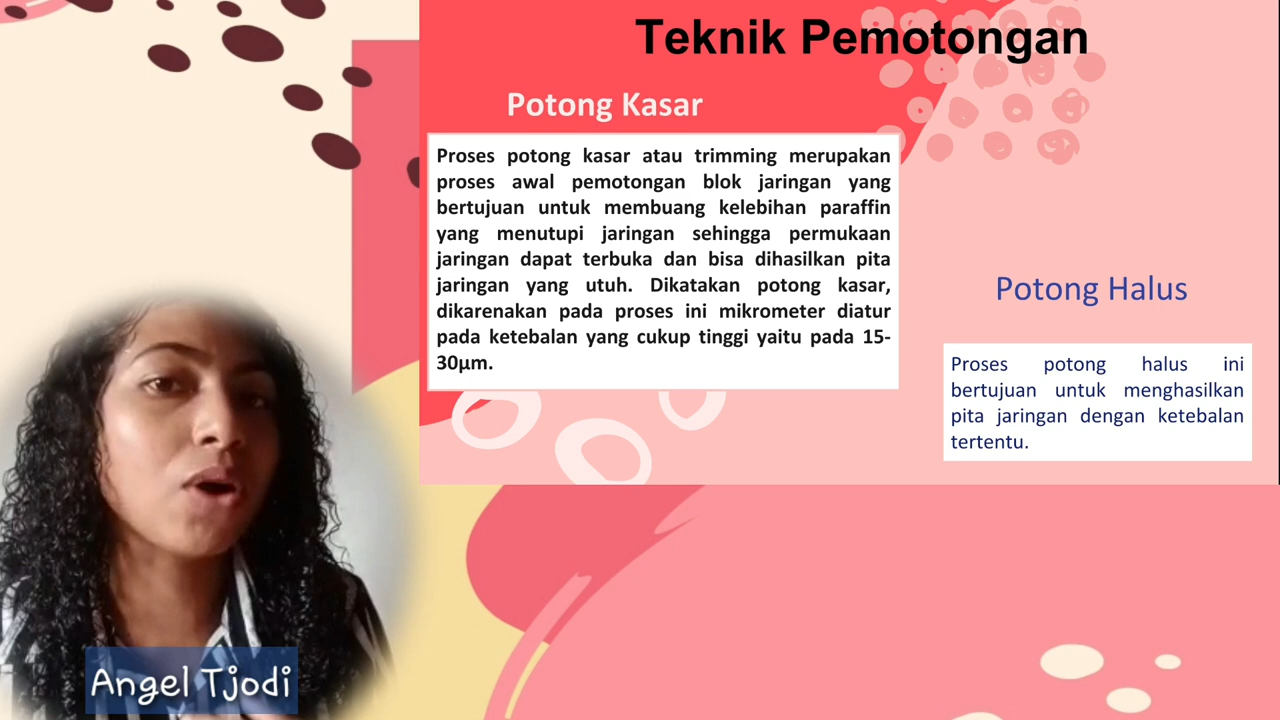 Teknik Pemotongan
Potong Kasar
Proses potong kasar atau trimming merupakan
proses awal pemotongan blok jaringan yang
bertujuan untuk membuang kelebihan paraffin
yang menutupi jaringan sehingga permukaan
jaringan dapat terbuka dan bisa dihasilkan pita
jaringan yang utuh. Dikatakan potong kasar,
dikarenakan pada proses ini mikrometer diatur
pada ketebalan yang cukup tinggi yaitu pada 15-
30µm.
Potong Halus
Proses potong halus ini
bertujuan untuk menghasilkan
pita jaringan dengan ketebalan
tertentu.
Angel Tjodi